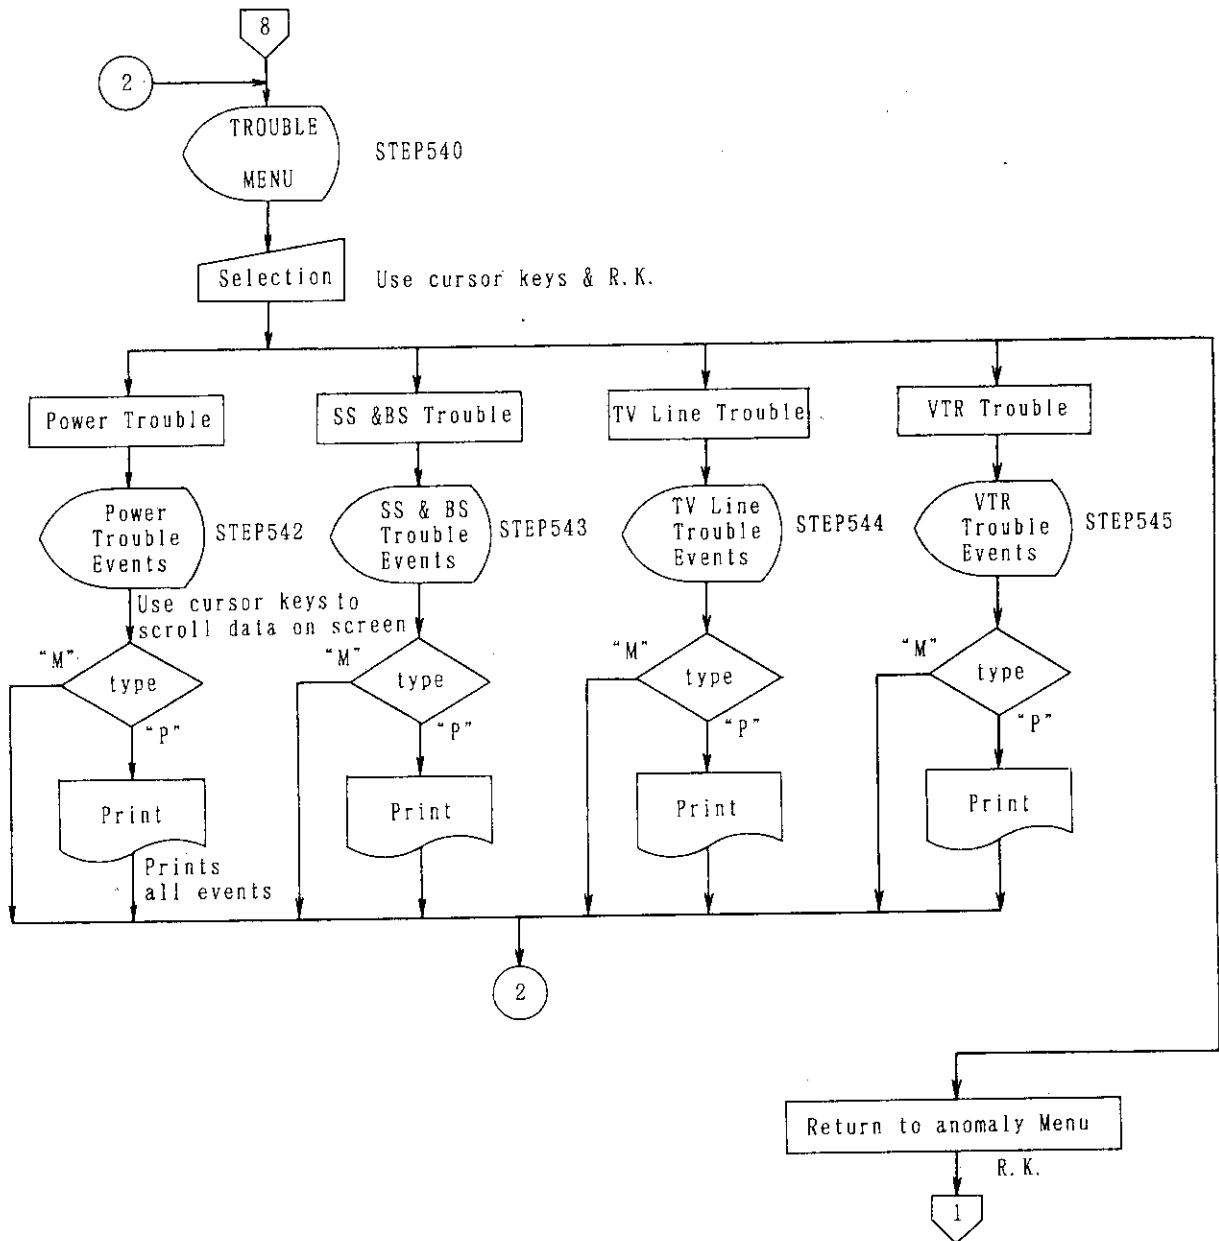 8
2
TROUBLE
MENU
STEP540
Selection
Use cursor keys & R.K.
Power Trouble
SS &BS Trouble
TV Line Trouble
VTR Trouble
Power
Trouble
Events
STEP542
SS & BS
Trouble
Events
STEP543
TV Line
Trouble
Events
STEP544
VTR
Trouble
Events
STEP545
Use cursor keys to
scroll data on screen
“M”
type
“P”
“M”
type
“P”
“M”
type
“P”
“M”
type
“P”
Print
Print
Print
Print
Prints
all events
2
Return to anomaly Menu
R.K.
1